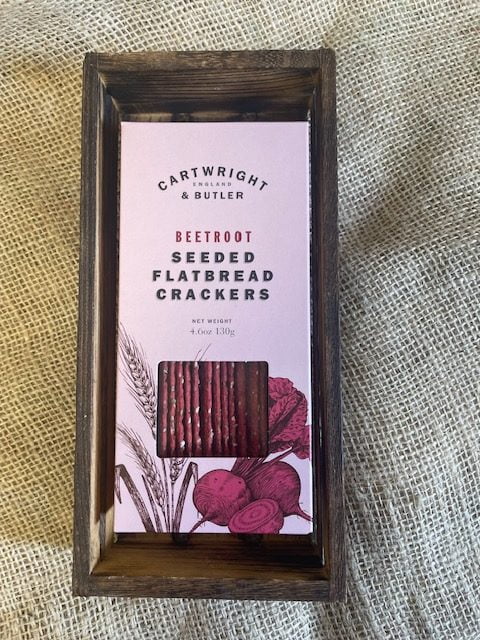 CARTWRIGHT
ENGLAND
& BUTLER
BEETROOT
SEEDED
FLATBREAD
CRACKERS
NET WEIGHT
4.6oz 130g